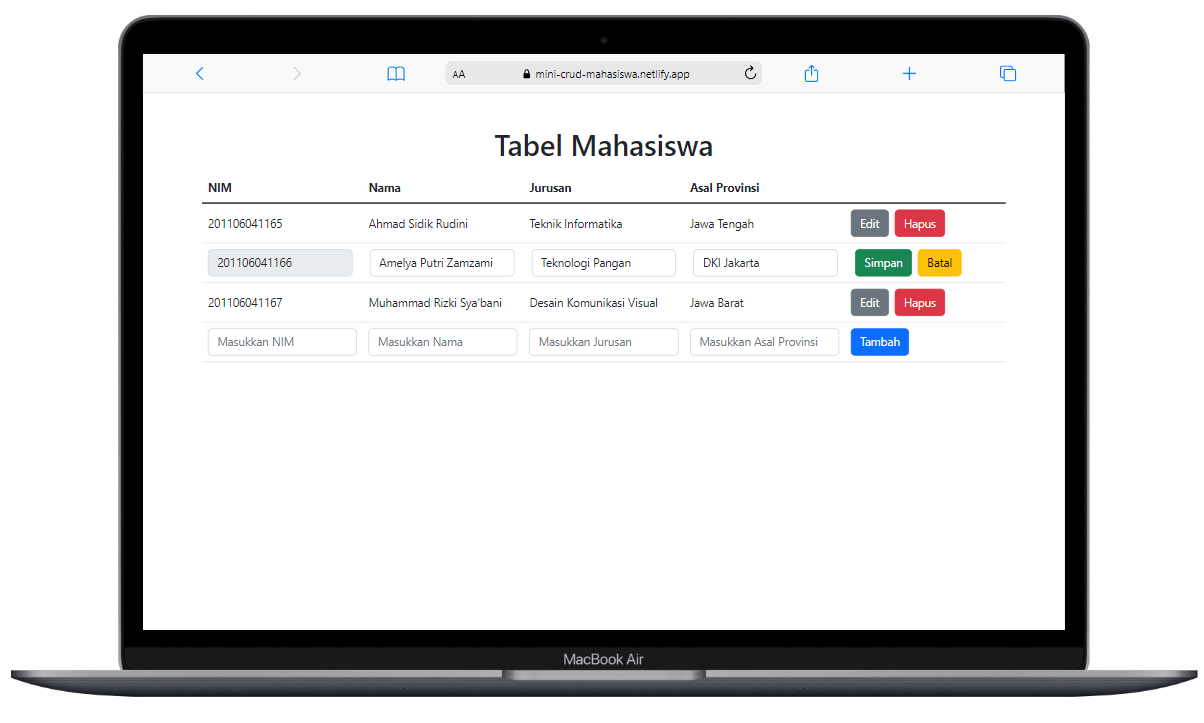 AA mini-crud-mahasiswa.netlify.app
Tabel Mahasiswa
NIM Nama Jurusan Asal Provinsi
201106041165 Ahmad Sidik Rudini Teknik Informatika Jawa Tengah Edit Hapus
201106041166 Amelya Putri Zamzami Teknologi Pangan DKI Jakarta Simpan Batal
201106041167 Muhammad Rizki Sya'bani Desain Komunikasi Visual Jawa Barat Edit Hapus
Masukkan NIM Masukkan Nama Masukkan Jurusan Masukkan Asal Provinsi Tambah
MacBook Air